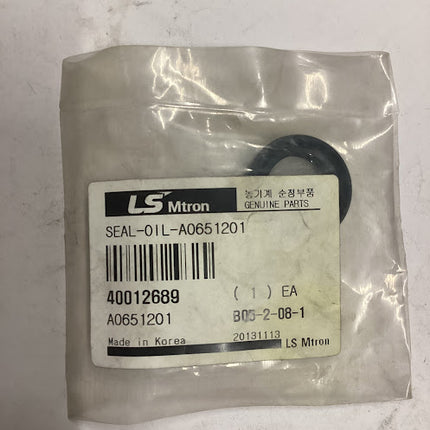 LS Mtron 농기계 순정부품
GENUINE PARTS
SEAL-OIL-A0651201
40012689 ( 1 ) EA
A0651201 B05-2-08-1
Made in Korea 20131113 LS Mtron